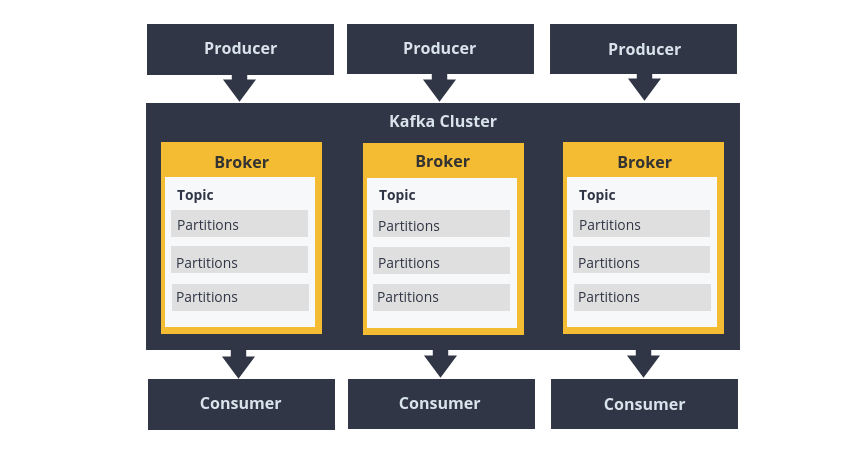 Producer Producer Producer
Kafka Cluster
Broker Broker Broker
Topic Topic Topic
Partitions Partitions Partitions
Partitions Partitions Partitions
Partitions Partitions Partitions
Consumer Consumer Consumer